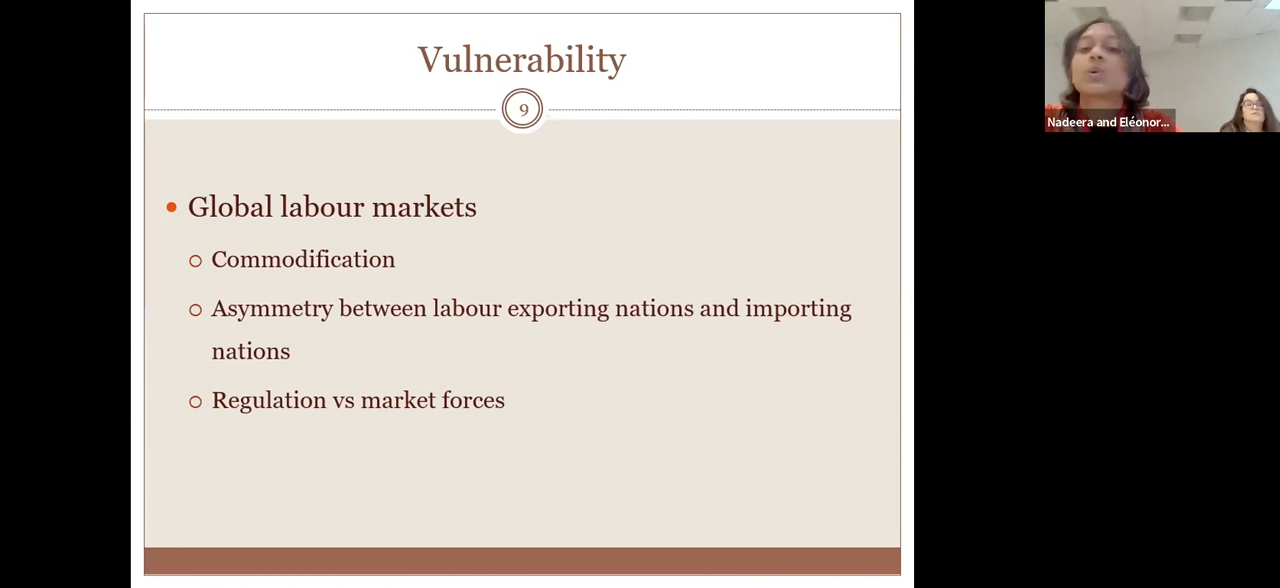 Vulnerability
9
Global labour markets
Commodification
Asymmetry between labour exporting nations and importing
nations
Regulation vs market forces
Nadeera and Eléonor...